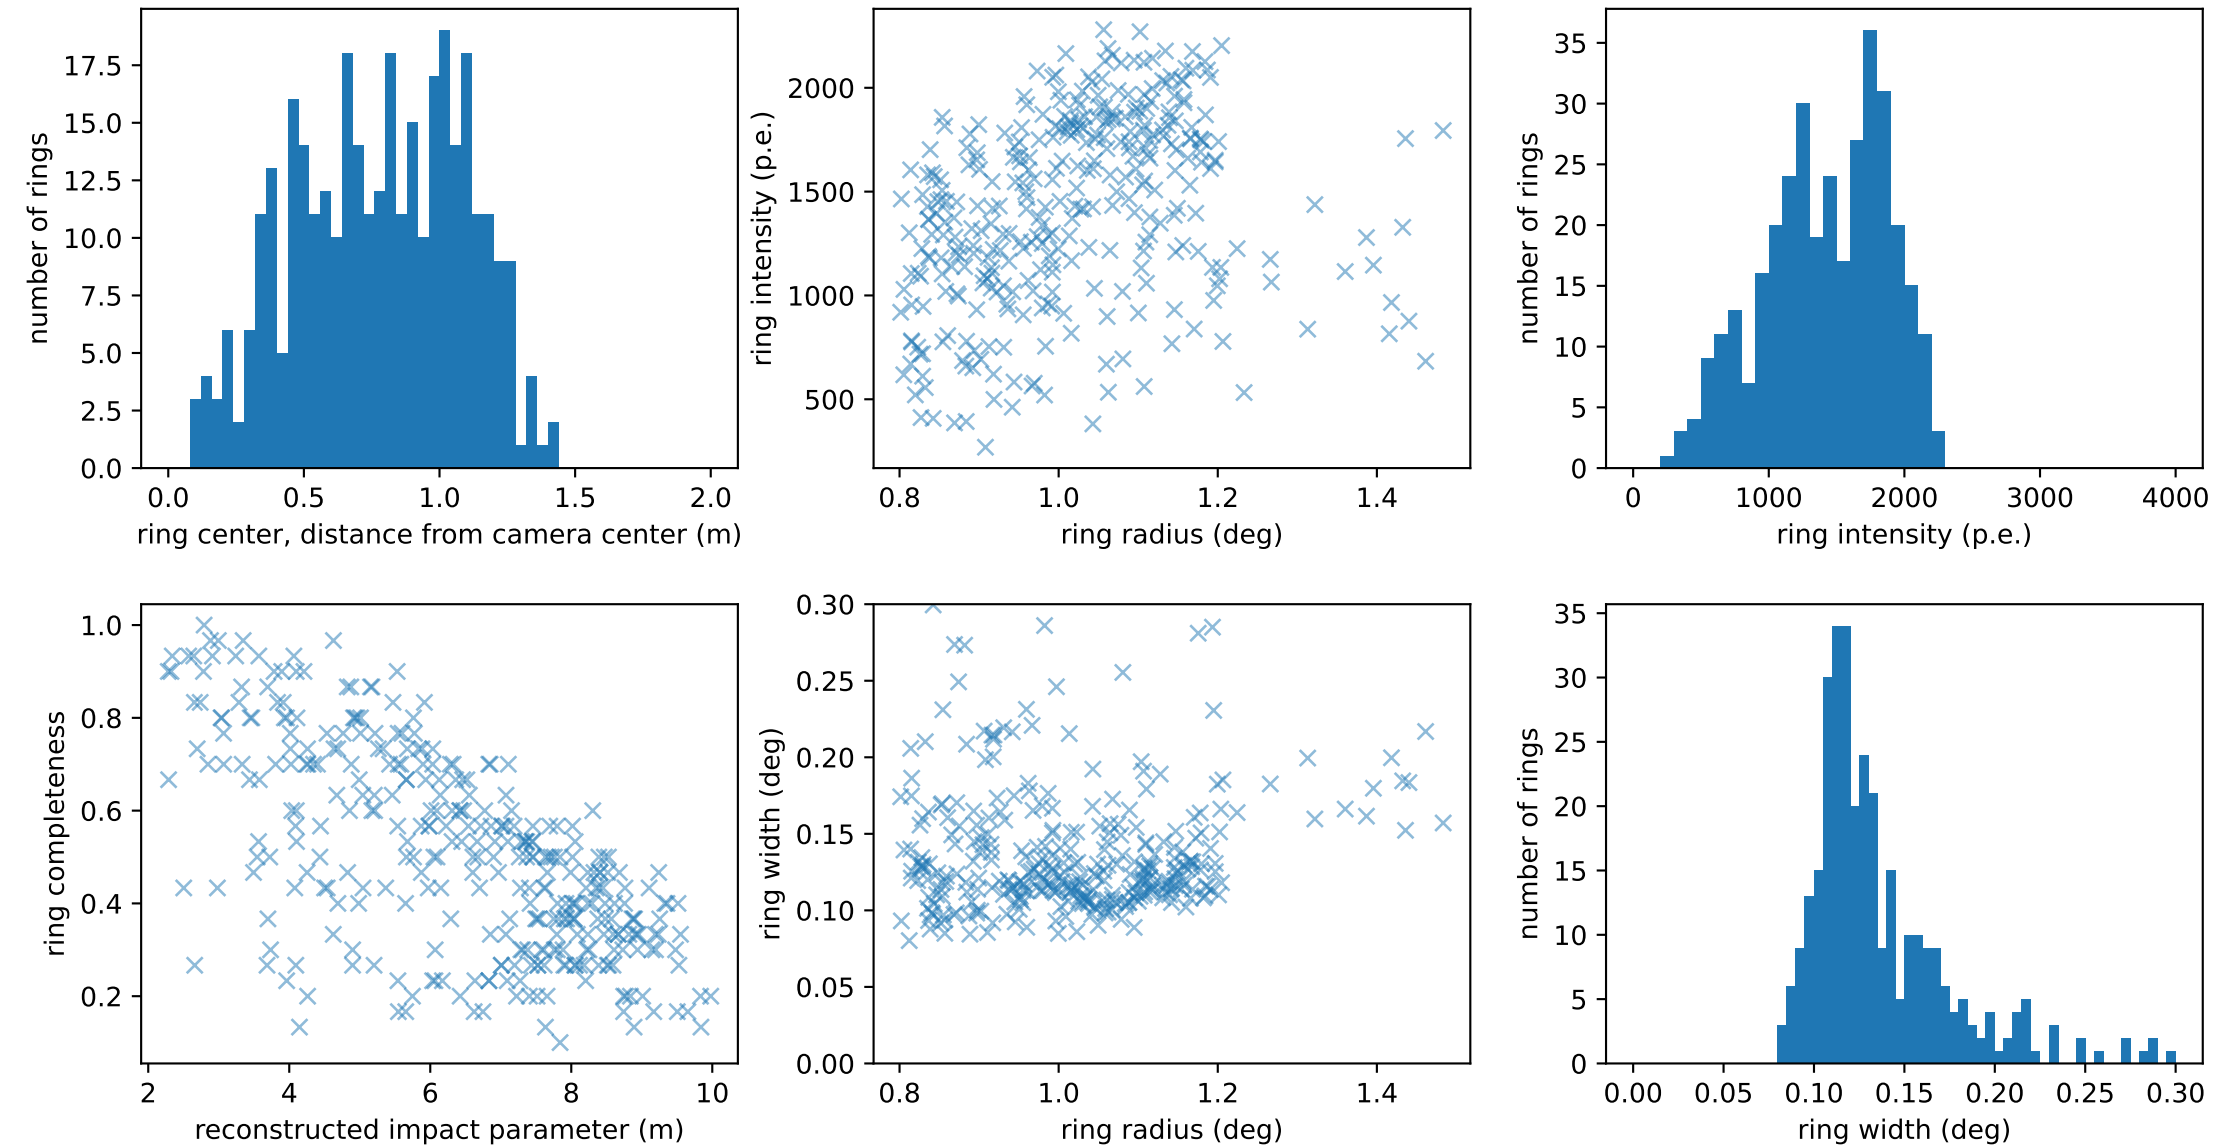 17.5
15.0
12.5
10.0
7.5
5.0
2.5
0.0
number of rings
0.0 0.5 1.0 1.5 2.0
ring center, distance from camera center (m)
2000
1500
1000
500
ring intensity (p.e.)
0.8 1.0 1.2 1.4
ring radius (deg)
35
30
25
20
15
10
5
0
number of rings
0 1000 2000 3000 4000
ring intensity (p.e.)
1.0
0.8
0.6
0.4
0.2
ring completeness
2 4 6 8 10
reconstructed impact parameter (m)
0.30
0.25
0.20
0.15
0.10
0.05
0.00
ring width (deg)
0.8 1.0 1.2 1.4
ring radius (deg)
35
30
25
20
15
10
5
0
number of rings
0.00 0.05 0.10 0.15 0.20 0.25 0.30
ring width (deg)